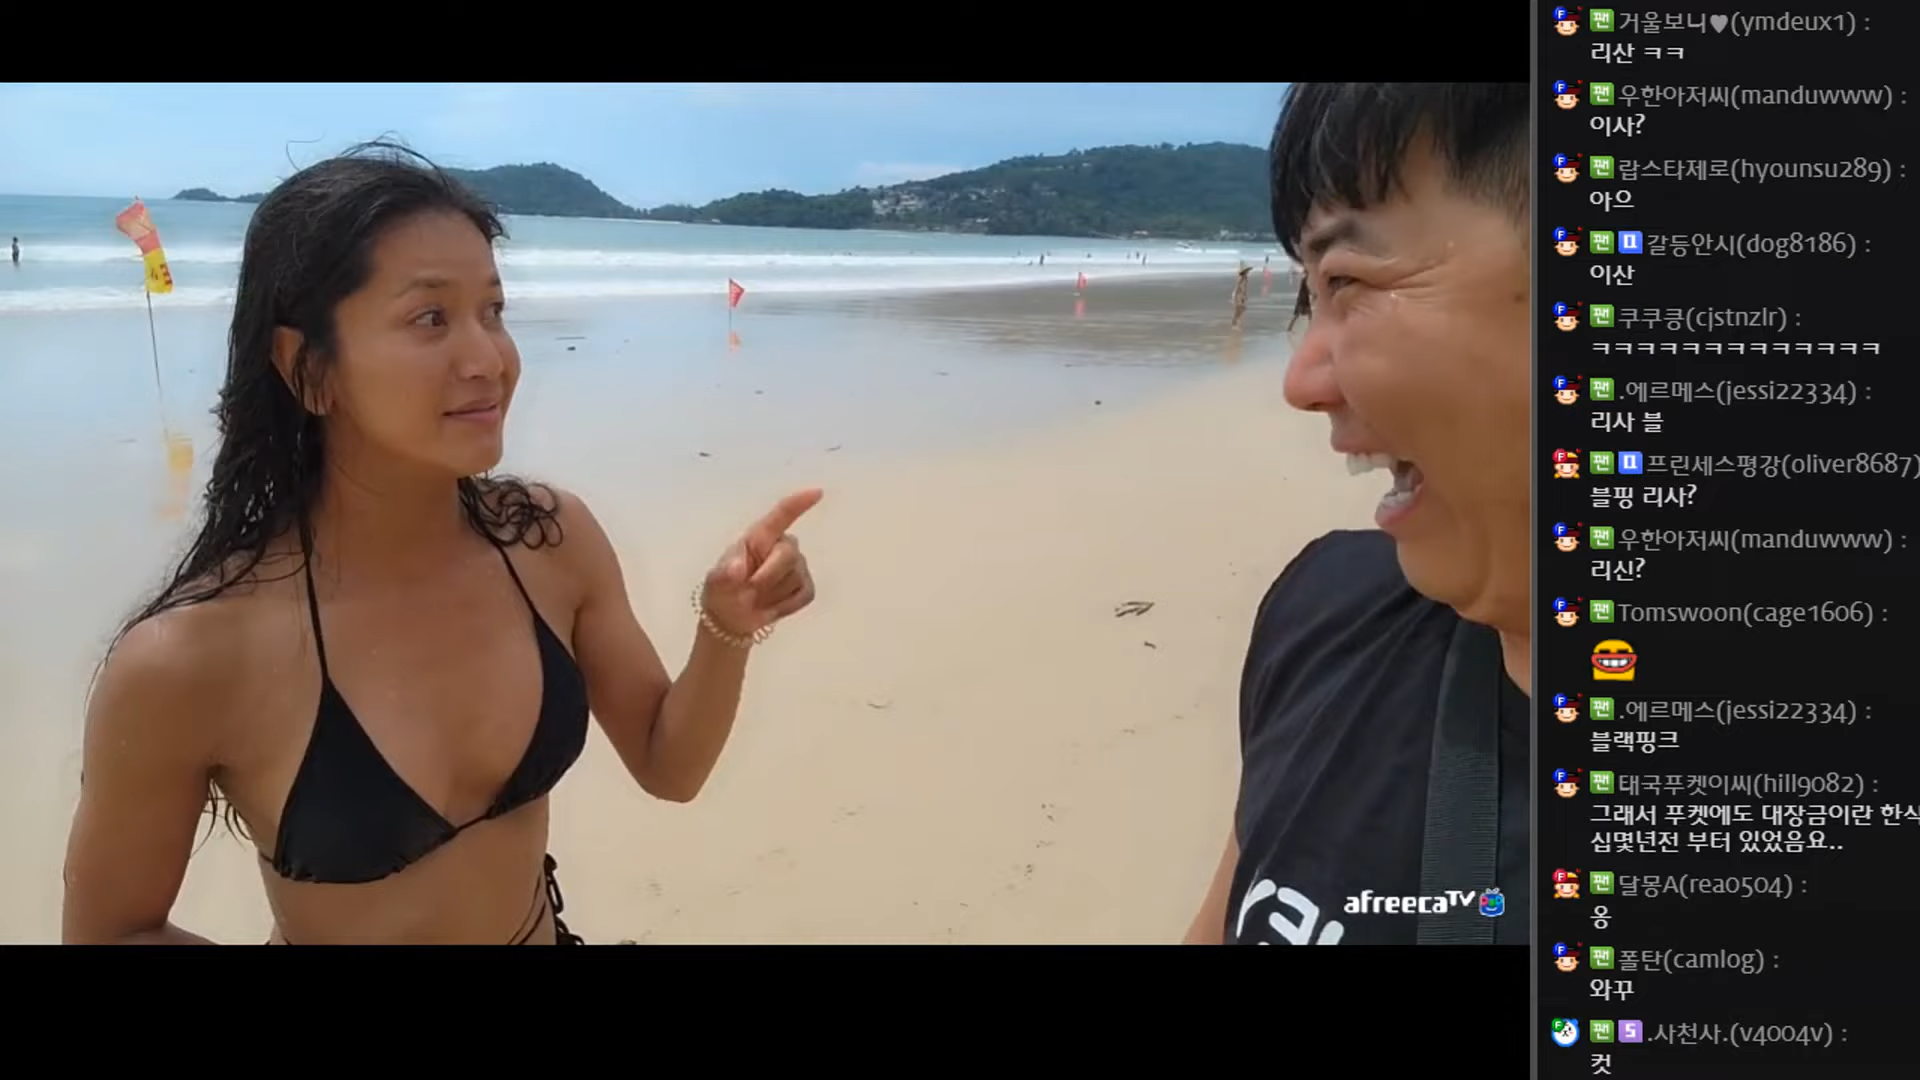 거울보니♥(ymdeux1) :
리산 ㅋㅋ
우한아저씨(manduwww) :
이사?
랍스타제로(hyounsu289) :
아으
갈등안시(dog8186) :
이산
쿠쿠킁(cjstnzlr) :
ㅋㅋㅋㅋㅋㅋㅋㅋㅋㅋㅋㅋㅋ
.에르메스(jessi22334) :
리사 블
프린세스평강(oliver8687)
블핑 리사?
우한아저씨(manduwww) :
리신?
Tomswoon(cage1606) :
.에르메스(jessi22334) :
블랙핑크
태국푸켓이씨(hill9082) :
그래서 푸켓에도 대장금이란 한식
십몇년전 부터 있었음요..
달몽A(rea0504) :
옹
폴탄(camlog) :
와꾸
.사천사.(v4004v) :
컷
afreecaTV